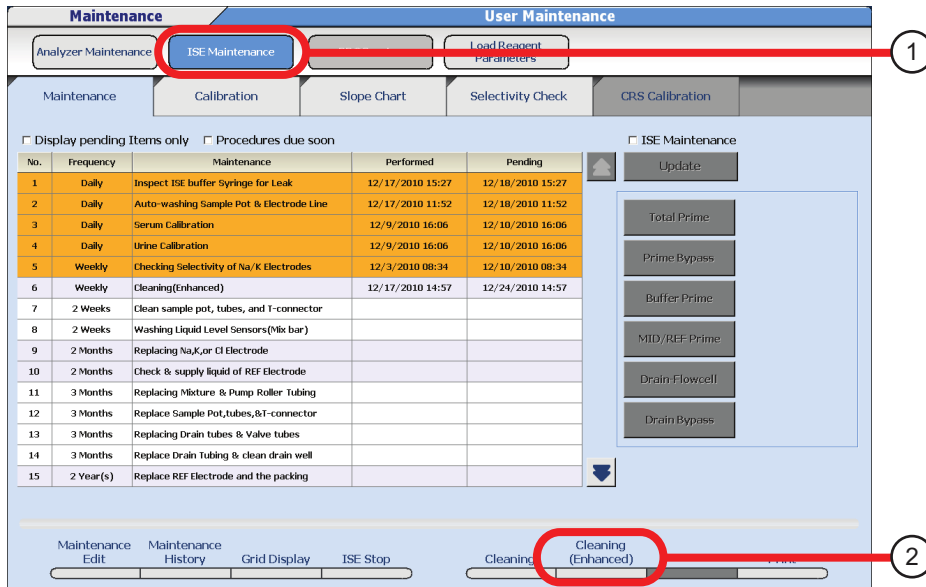 Maintenance User Maintenance
Analyzer Maintenance ISE Maintenance Load Reagent Parameters
1
Maintenance Calibration Slope Chart Selectivity Check CRS Calibration
Display pending Items only Procedures due soon ISE Maintenance
No. Frequency Maintenance Performed Pending
Update
1 Daily Inspect ISE buffer Syringe for Leak 12/17/2010 15:27 12/18/2010 15:27
2 Daily Auto-washing Sample Pot & Electrode Line 12/17/2010 11:52 12/18/2010 11:52
3 Daily Serum Calibration 12/9/2010 16:06 12/10/2010 16:06
4 Daily Urine Calibration 12/9/2010 16:06 12/10/2010 16:06
5 Weekly Checking Selectivity of Na/K Electrodes 12/3/2010 08:34 12/10/2010 08:34
6 Weekly Cleaning(Enhanced) 12/17/2010 14:57 12/24/2010 14:57
7 2 Weeks Clean sample pot, tubes, and T-connector
8 2 Weeks Washing Liquid Level Sensors(Mix bar)
9 2 Months Replacing Na,K,or Cl Electrode
10 2 Months Check & supply liquid of REF Electrode
11 3 Months Replacing Mixture & Pump Roller Tubing
12 3 Months Replace Sample Pot,tubes,&T-connector
13 3 Months Replacing Drain tubes & Valve tubes
14 3 Months Replace Drain Tubing & clean drain well
15 2 Year(s) Replace REF Electrode and the packing
Total Prime
Prime Bypass
Buffer Prime
MID/REF Prime
Drain-Flowcell
Drain Bypass
Maintenance Edit
Maintenance History
Grid Display
ISE Stop
Cleaning
Cleaning (Enhanced)
Print
2